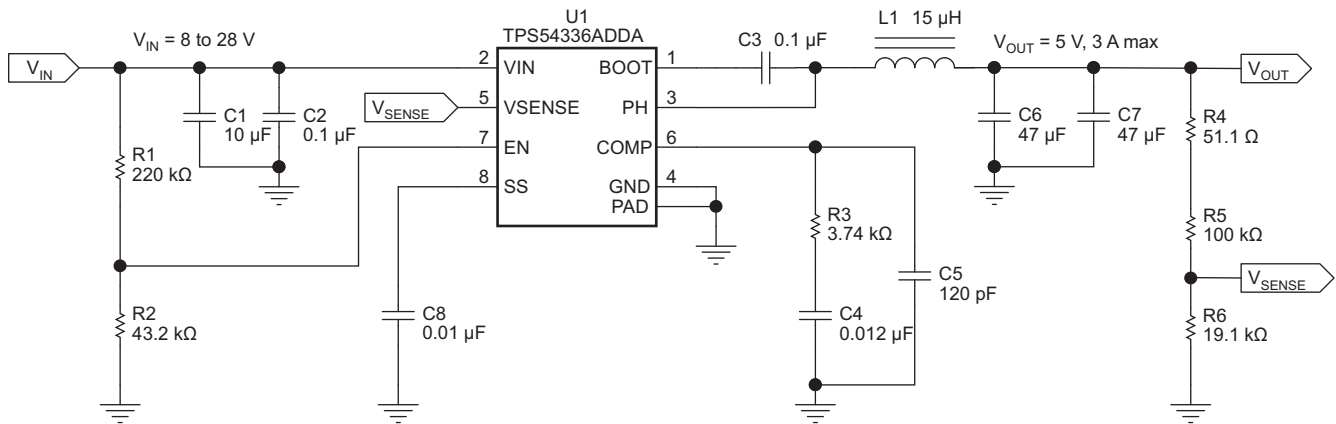 U1
TPS54336ADDA
V_IN = 8 to 28 V
V_IN
2 VIN
5 VSENSE
7 EN
8 SS
BOOT 1
PH 3
COMP 6
GND 4
PAD
V_SENSE
C3 0.1 µF
L1 15 µH
V_OUT = 5 V, 3 A max
V_OUT
C1
10 µF
C2
0.1 µF
R1
220 kΩ
R2
43.2 kΩ
C8
0.01 µF
R3
3.74 kΩ
C4
0.012 µF
C5
120 pF
C6
47 µF
C7
47 µF
R4
51.1 Ω
R5
100 kΩ
V_SENSE
R6
19.1 kΩ